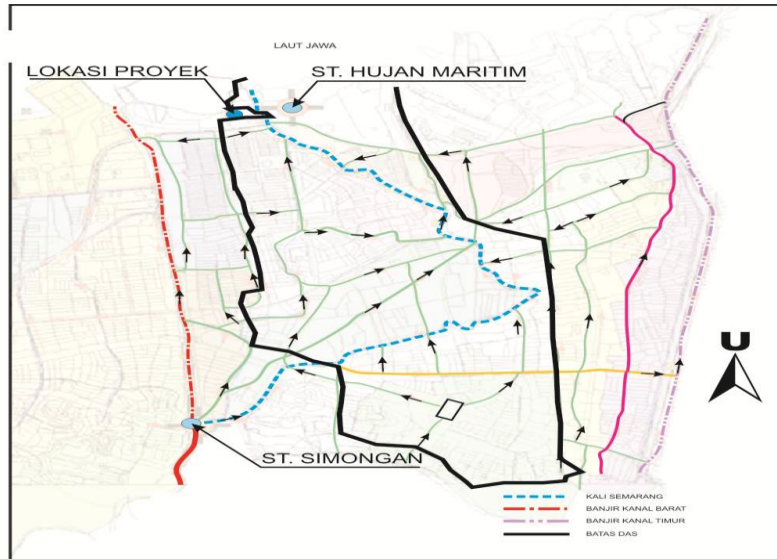 LAUT JAWA
LOKASI PROYEK
ST. HUJAN MARITIM
U
ST. SIMONGAN
KALI SEMARANG
BANJIR KANAL BARAT
BANJIR KANAL TIMUR
BATAS DAS